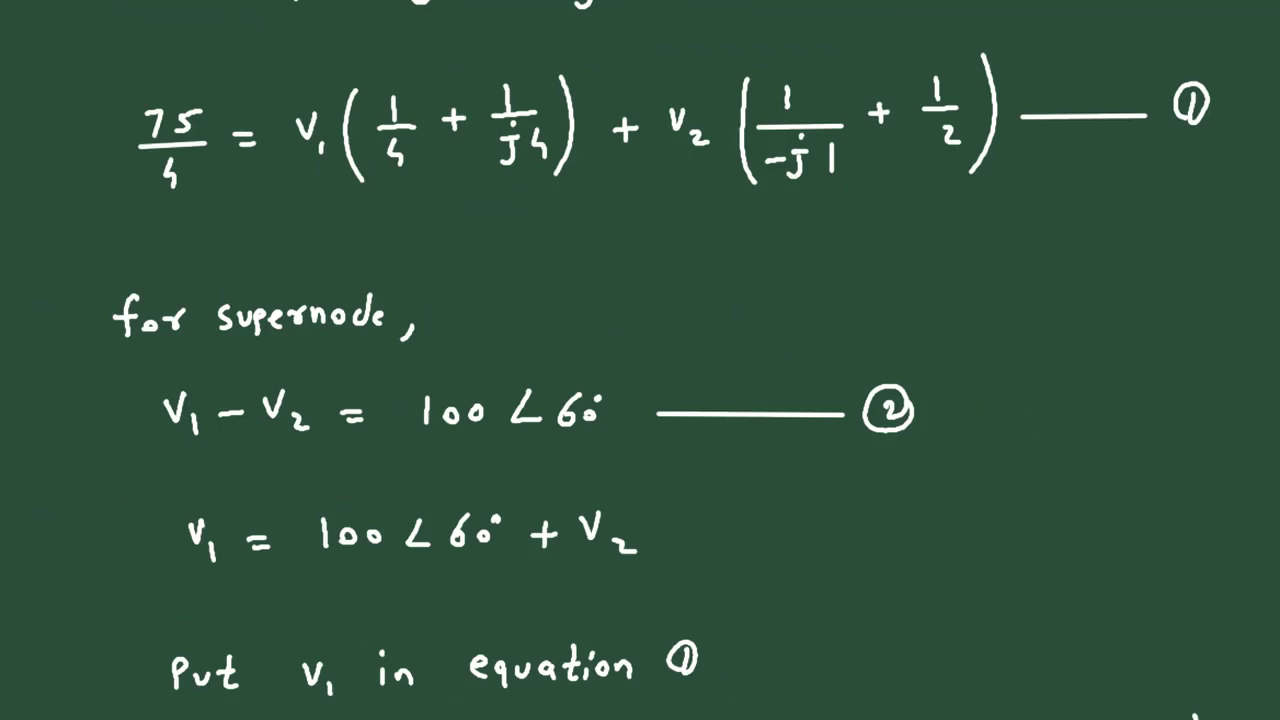 75/4 = V₁(1/4 + 1/j4) + V₂(1/-j1 + 1/2) —— ①
for supernode,
V₁ - V₂ = 100 ∠60° —— ②
V₁ = 100 ∠60° + V₂
Put V₁ in equation ①